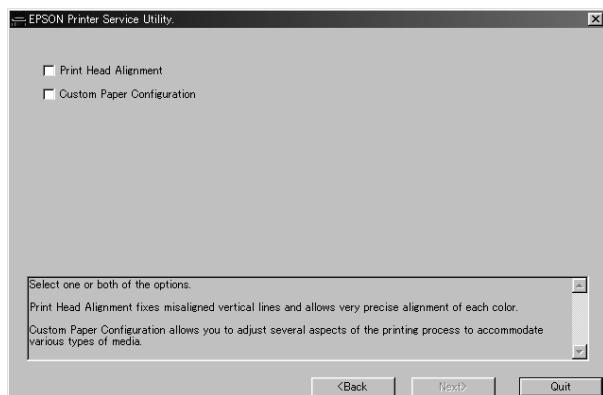 EPSON Printer Service Utility.
Print Head Alignment
Custom Paper Configuration
Select one or both of the options.
Print Head Alignment fixes misaligned vertical lines and allows very precise alignment of each color.
Custom Paper Configuration allows you to adjust several aspects of the printing process to accommodate
various types of media.
<Back Next> Quit